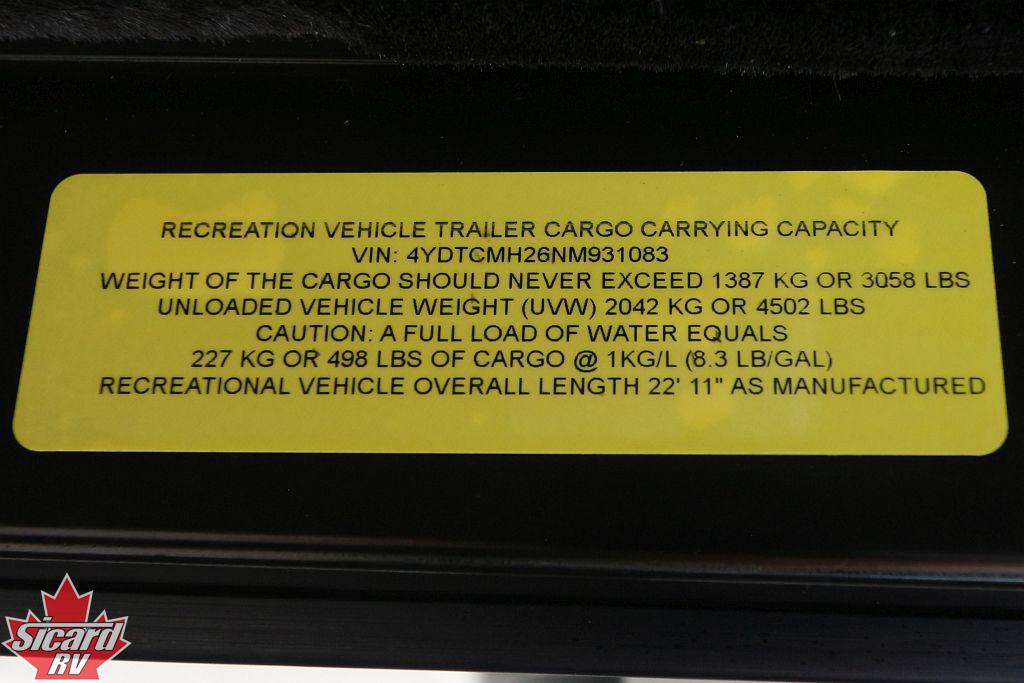 RECREATION VEHICLE TRAILER CARGO CARRYING CAPACITY
VIN: 4YDTCMH26NM931083
WEIGHT OF THE CARGO SHOULD NEVER EXCEED 1387 KG OR 3058 LBS
UNLOADED VEHICLE WEIGHT (UVW) 2042 KG OR 4502 LBS
CAUTION: A FULL LOAD OF WATER EQUALS
227 KG OR 498 LBS OF CARGO @ 1KG/L (8.3 LB/GAL)
RECREATIONAL VEHICLE OVERALL LENGTH 22' 11" AS MANUFACTURED
Sicard
RV